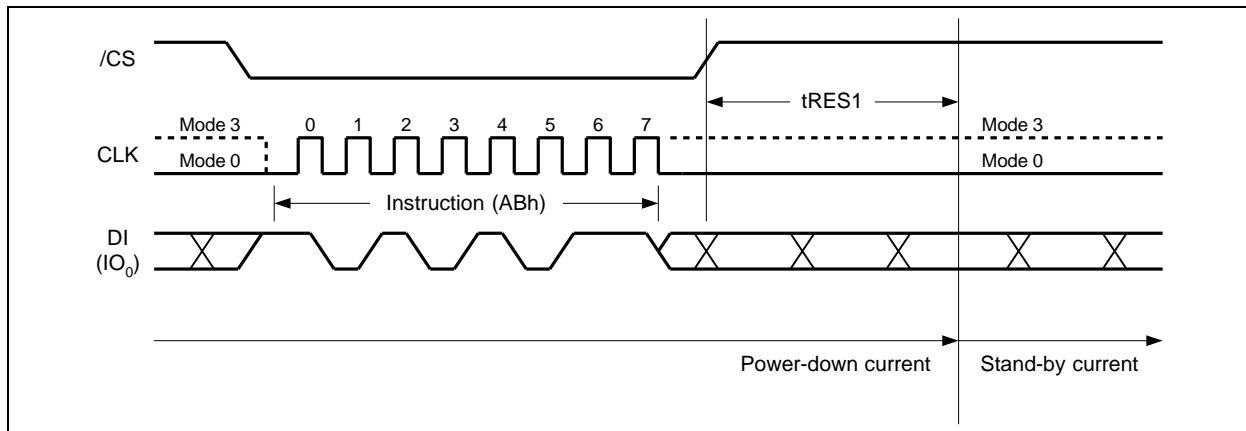 /CS
tRES1
Mode 3
0 1 2 3 4 5 6 7
Mode 3
CLK
Mode 0
Mode 0
Instruction (ABh)
DI
(IO0)
Power-down current
Stand-by current